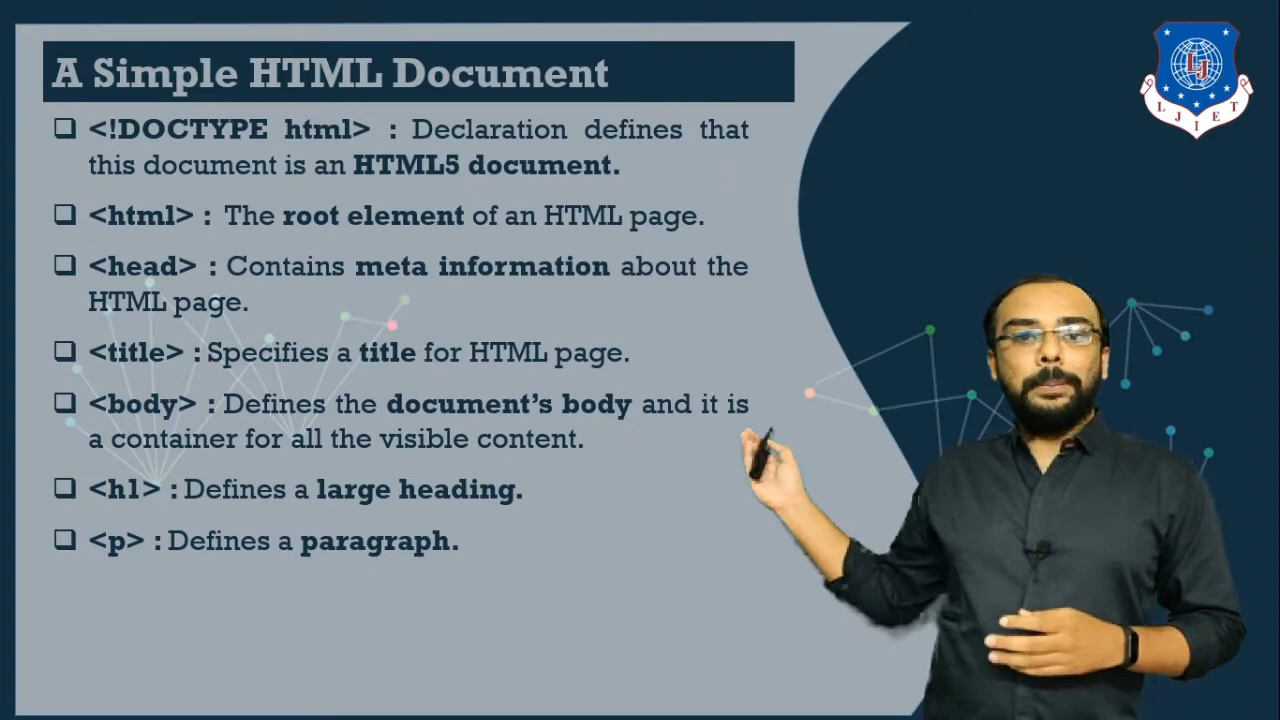 A Simple HTML Document
<!DOCTYPE html> : Declaration defines that
this document is an HTML5 document.
<html> : The root element of an HTML page.
<head> : Contains meta information about the
HTML page.
<title> : Specifies a title for HTML page.
<body> : Defines the document's body and it is
a container for all the visible content.
<h1> : Defines a large heading.
<p> : Defines a paragraph.
LJ
L J I E T